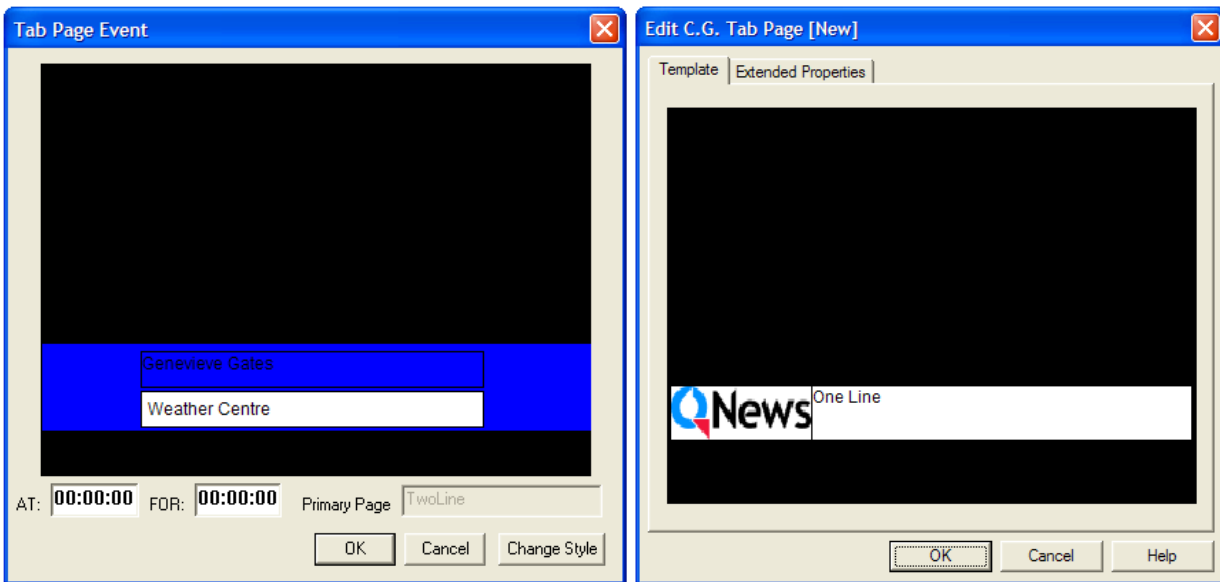 Tab Page Event
Genevieve Gates
Weather Centre
AT: 00:00:00 FOR: 00:00:00 Primary Page TwoLine
OK Cancel Change Style
Edit C.G. Tab Page [New]
Template Extended Properties
QNews One Line
OK Cancel Help